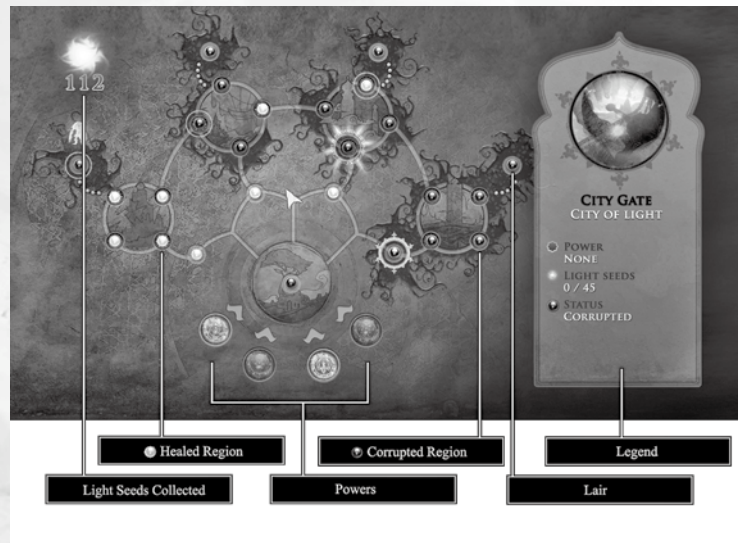 112
CITY GATE
CITY OF LIGHT
POWER
NONE
LIGHT SEEDS
0 / 45
STATUS
CORRUPTED
Healed Region
Corrupted Region
Legend
Light Seeds Collected
Powers
Lair